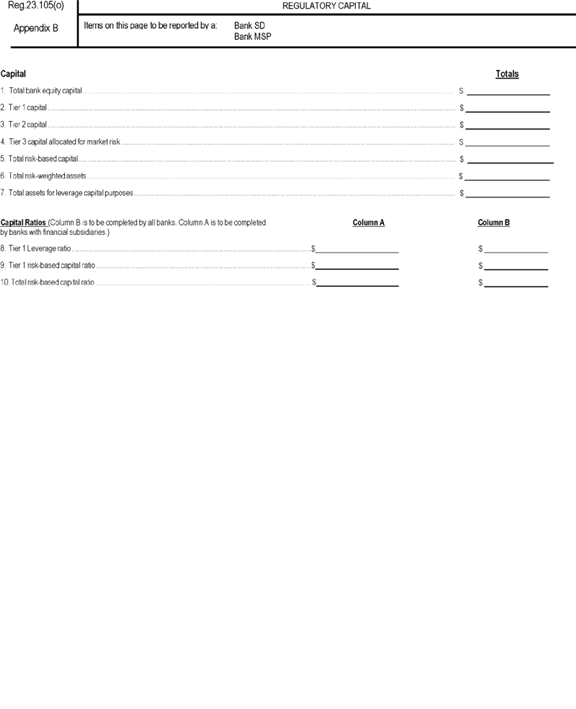 Reg.23.105(o)
REGULATORY CAPITAL
Appendix B
Items on this page to be reported by a: Bank SD
Bank MSP
Capital Totals
1. Total bank equity capital $
2. Tier 1 capital $
3. Tier 2 capital $
4. Tier 3 capital allocated for market risk $
5. Total risk-based capital $
6. Total risk-weighted assets $
7. Total assets for leverage capital purposes $
Capital Ratios (Column B is to be completed by all banks. Column A is to be completed Column A Column B
by banks with financial subsidiaries.)
8. Tier 1 Leverage ratio $ $
9. Tier 1 risk-based capital ratio $ $
10. Total risk-based capital ratio $ $